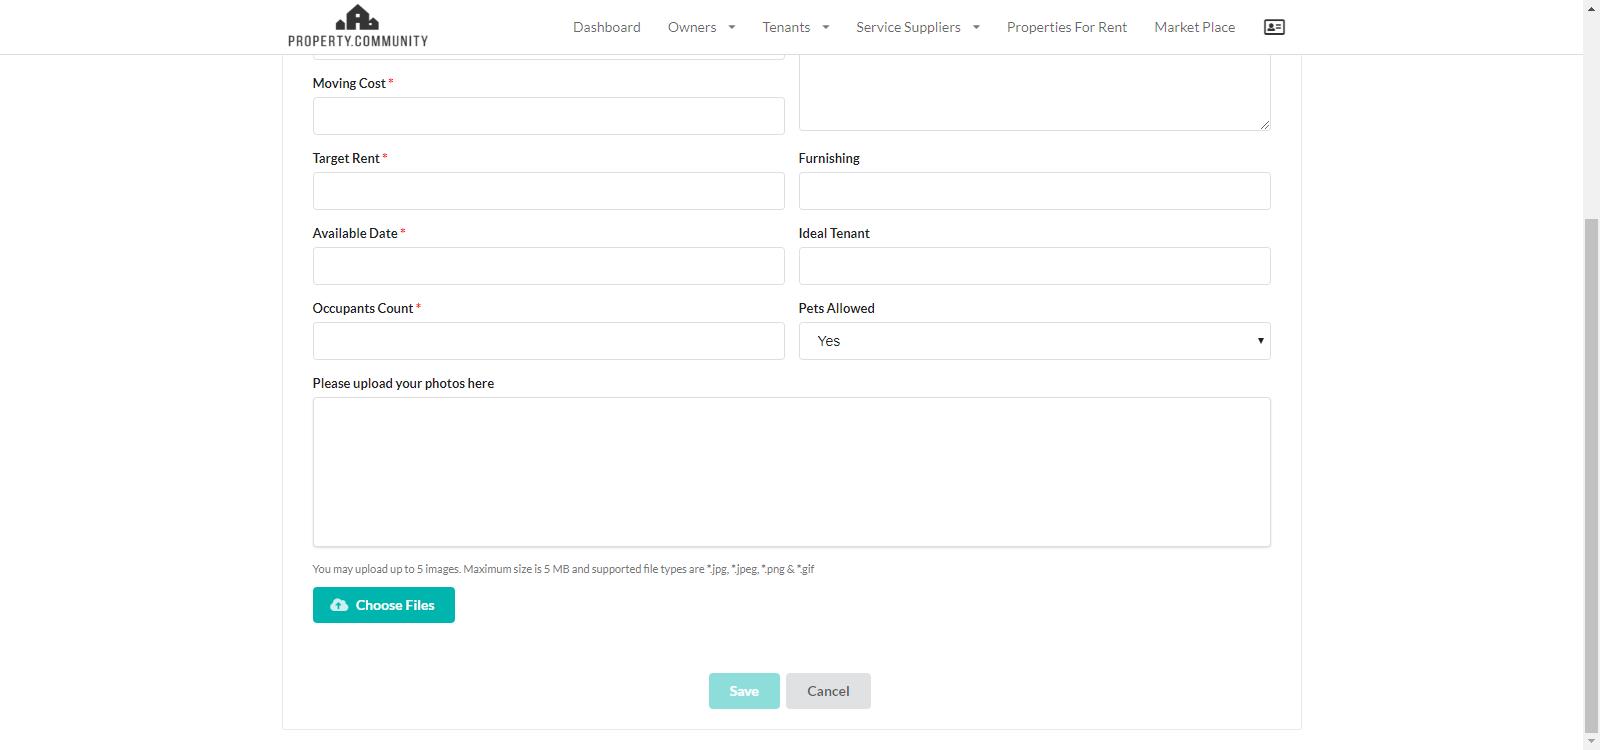 PROPERTY.COMMUNITY
Dashboard Owners Tenants Service Suppliers Properties For Rent Market Place
Moving Cost *
Target Rent *
Furnishing
Available Date *
Ideal Tenant
Occupants Count *
Pets Allowed
Yes
Please upload your photos here
You may upload up to 5 images. Maximum size is 5 MB and supported file types are *.jpg, *.jpeg, *.png & *.gif
Choose Files
Save Cancel